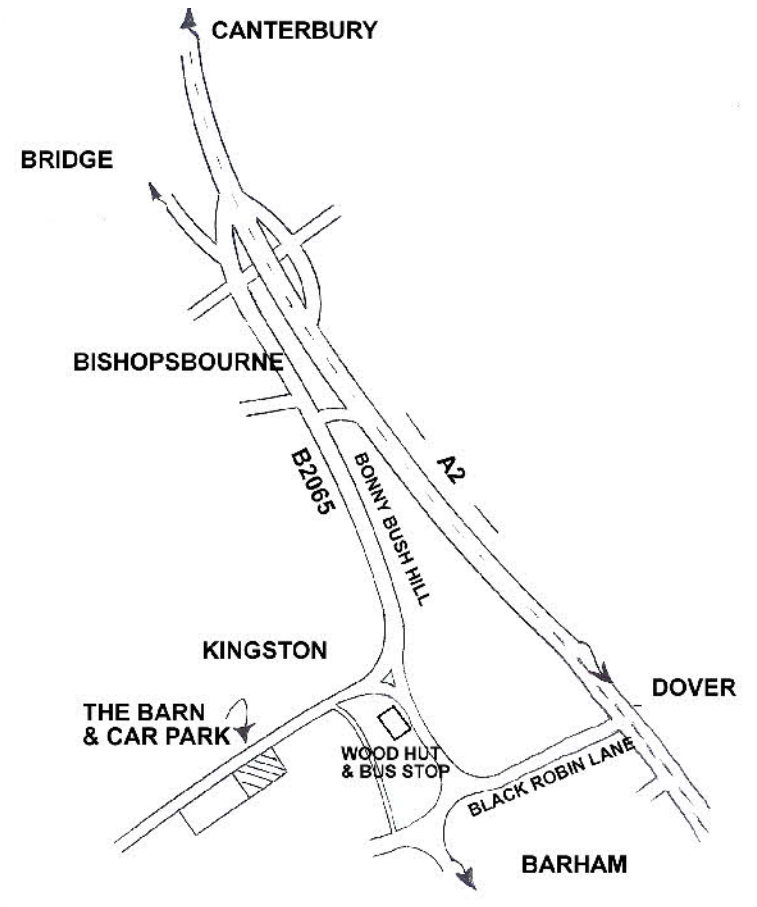 CANTERBURY
BRIDGE
BISHOPSBOURNE
B2065
BONNY BUSH HILL
A2
KINGSTON
DOVER
THE BARN
& CAR PARK
WOOD HUT
& BUS STOP
BLACK ROBIN LANE
BARHAM